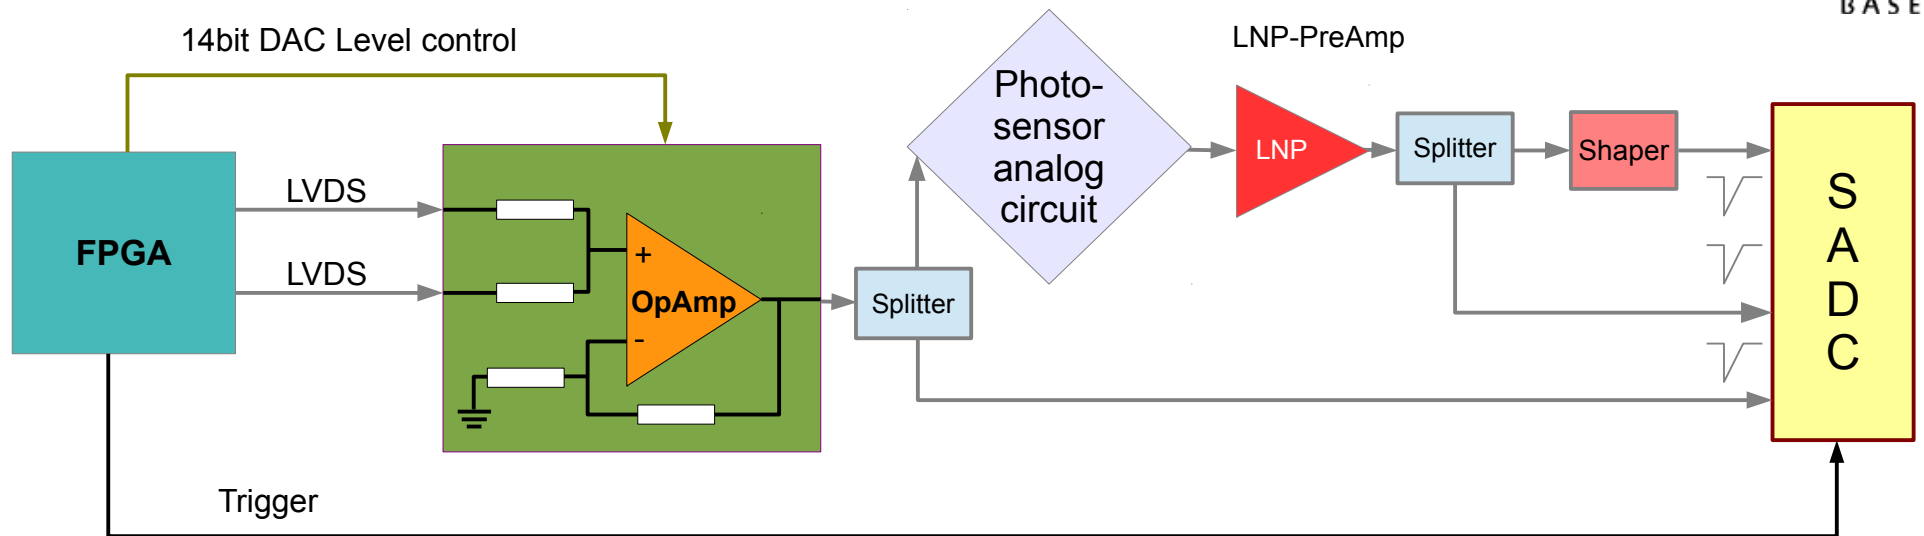 BASE
14bit DAC Level control
LNP-PreAmp
Photo-
sensor
analog
circuit
LNP
Splitter
Shaper
LVDS
FPGA
LVDS
+
OpAmp
-
Splitter
S
A
D
C
Trigger